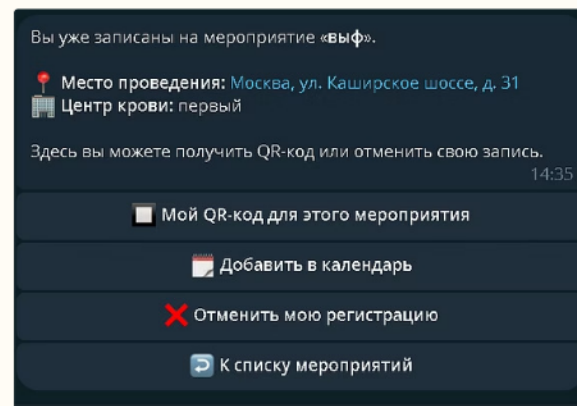 Вы уже записаны на мероприятие «выф».
📍 Место проведения: Москва, ул. Каширское шоссе, д. 31
🏢 Центр крови: первый
Здесь вы можете получить QR-код или отменить свою запись.
14:35
🔲 Мой QR-код для этого мероприятия
🗓 Добавить в календарь
❌ Отменить мою регистрацию
↩️ К списку мероприятий